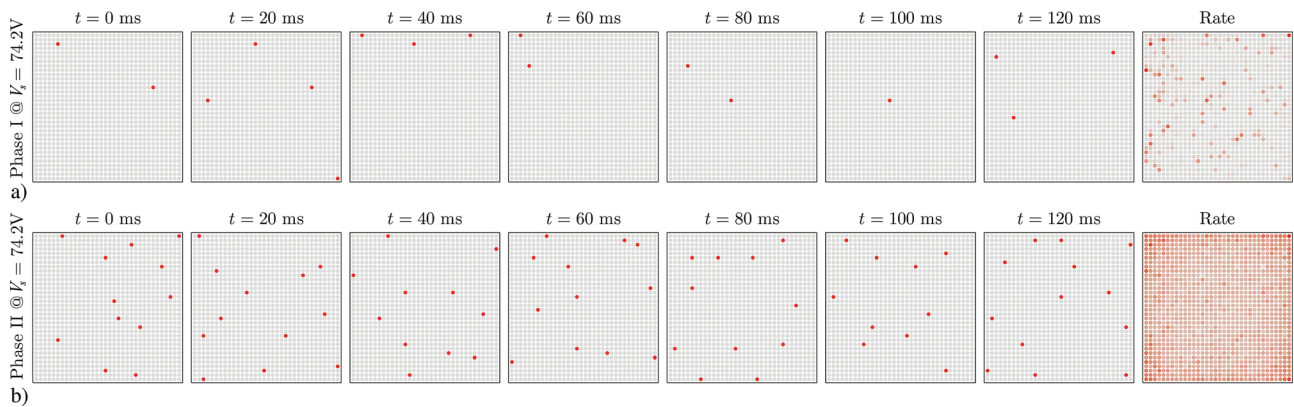 t = 0 ms t = 20 ms t = 40 ms t = 60 ms t = 80 ms t = 100 ms t = 120 ms Rate
Phase I @ V_s = 74.2V
a)
t = 0 ms t = 20 ms t = 40 ms t = 60 ms t = 80 ms t = 100 ms t = 120 ms Rate
Phase II @ V_s = 74.2V
b)